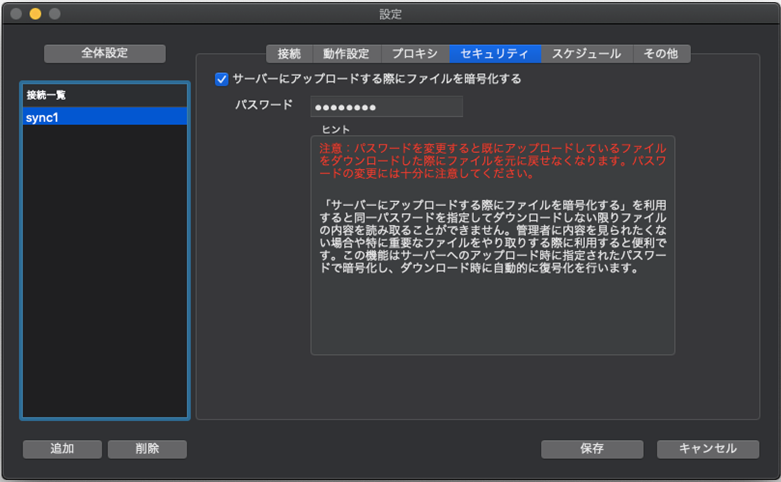 設定
全体設定
接続 動作設定 プロキシ セキュリティ スケジュール その他
接続一覧
sync1
サーバーにアップロードする際にファイルを暗号化する
パスワード ●●●●●●●●
ヒント
注意：パスワードを変更すると既にアップロードしているファイル
をダウンロードした際にファイルを元に戻せなくなります。パスワ
ードの変更には十分に注意してください。
「サーバーにアップロードする際にファイルを暗号化する」を利用
すると同一パスワードを指定してダウンロードしない限りファイル
の内容を読み取ることができません。管理者に内容を見られたくな
い場合や特に重要なファイルをやり取りする際に利用すると便利で
す。この機能はサーバーへのアップロード時に指定されたパスワー
ドで暗号化し、ダウンロード時に自動的に復号化を行います。
追加 削除 保存 キャンセル